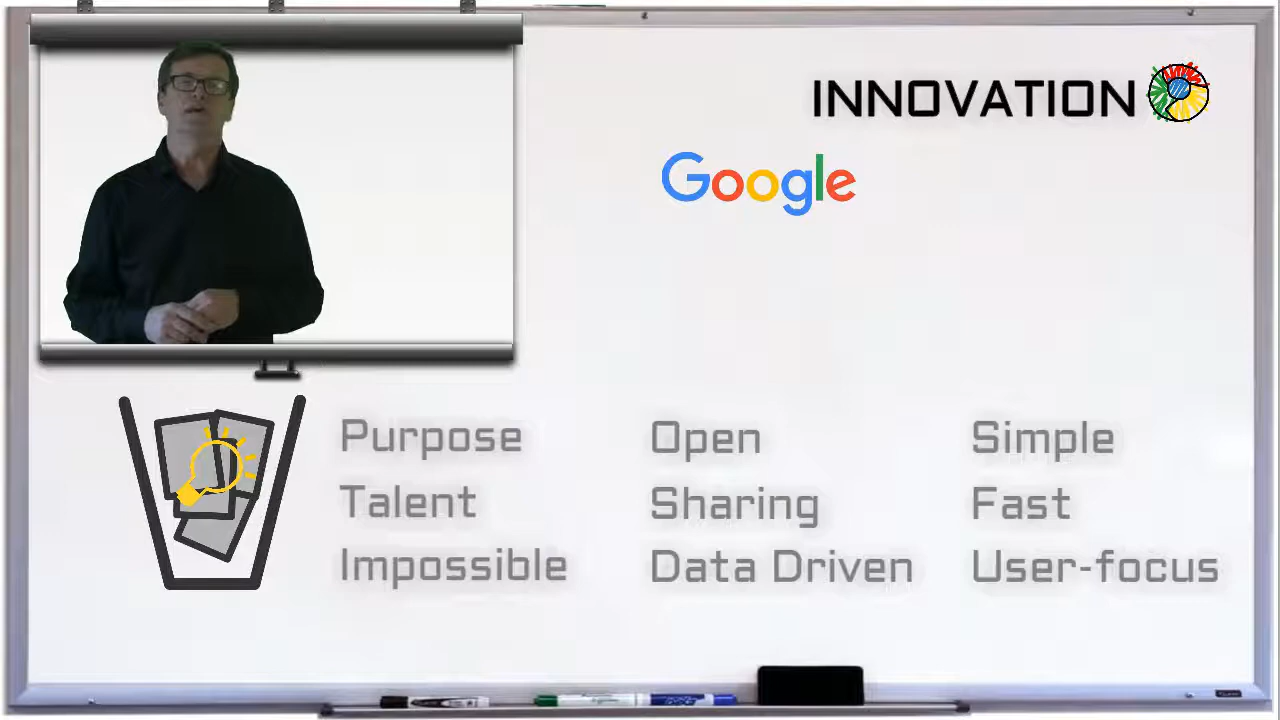 INNOVATION
Google
Purpose Open Simple
Talent Sharing Fast
Impossible Data Driven User-focus